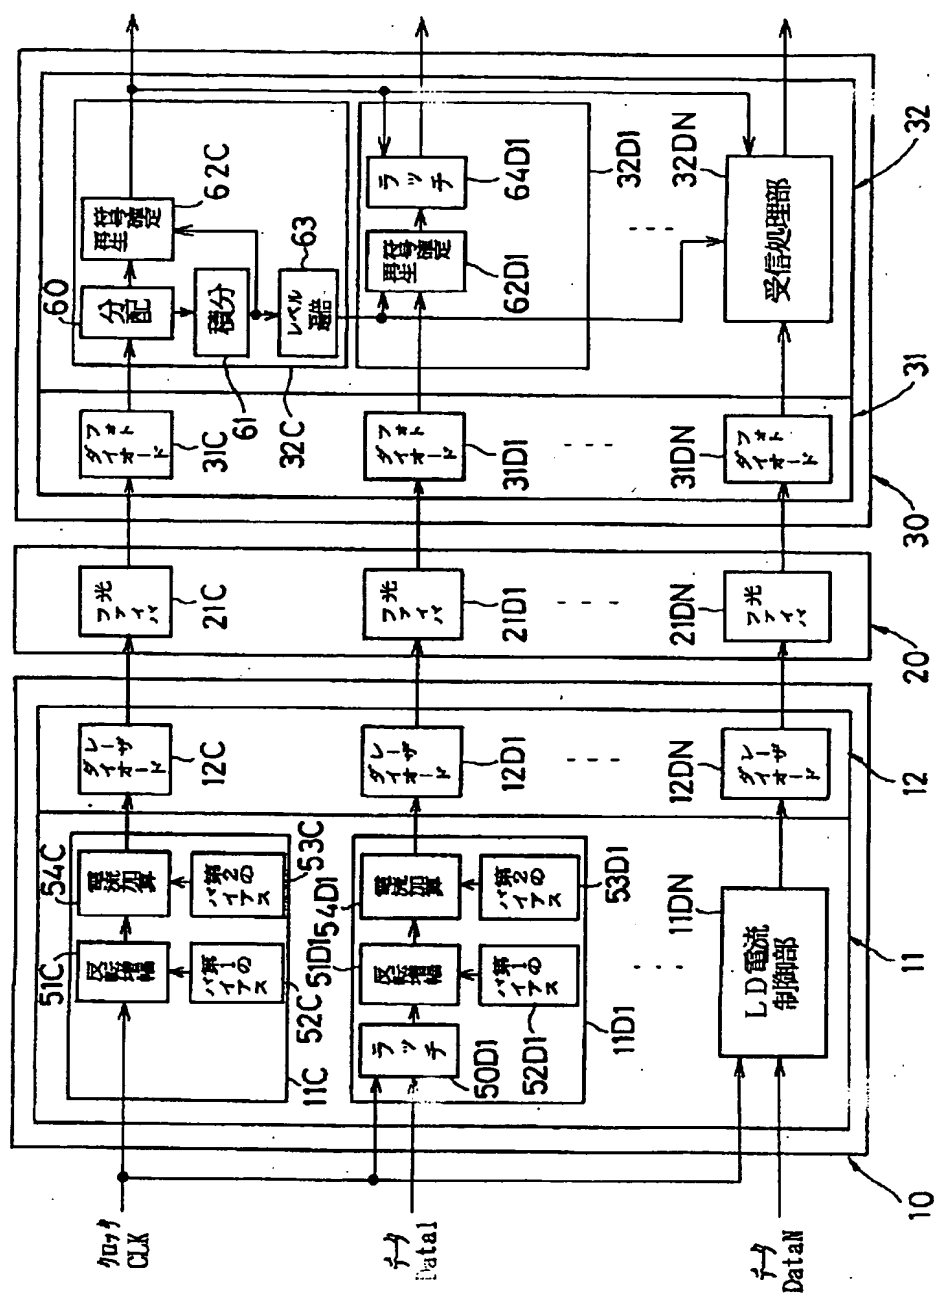 クロック
CLK
データ
Data1
データ
DataN
10
11
12
11C
51C
反転増幅
第1の
バイアス
52C
54C
電流加算
第2の
バイアス
53C
11D1
50D1
ラッチ
51D1
反転増幅
第1の
バイアス
52D1
54D1
電流加算
第2の
バイアス
53D1
11DN
LD電流
制御部
12C
レーザ
ダイオード
12D1
レーザ
ダイオード
12DN
レーザ
ダイオード
20
21C
光
ファイバ
21D1
光
ファイバ
21DN
光
ファイバ
30
31
32
31C
フォト
ダイオード
31D1
フォト
ダイオード
31DN
フォト
ダイオード
32C
60
分配
61
積分
62C
符号確定
再生
63
レベル
逓倍
32D1
62D1
符号確定
再生
64D1
ラッチ
32DN
受信処理部